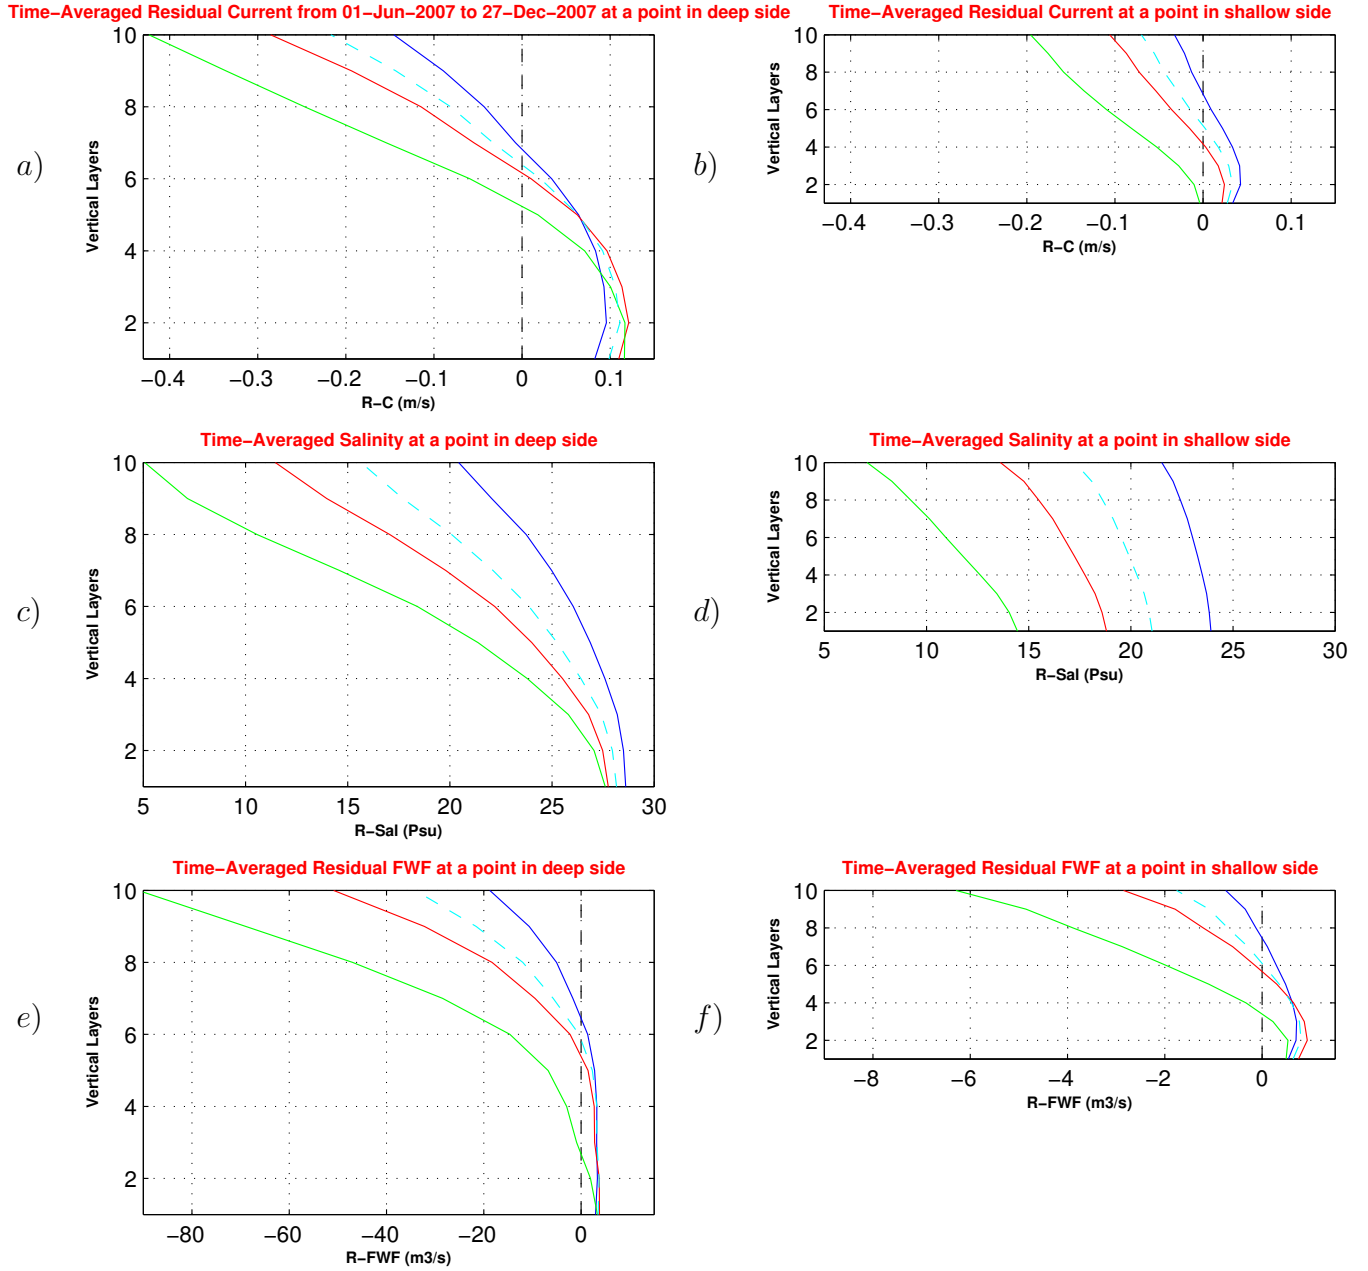 Time−Averaged Residual Current from 01−Jun−2007 to 27−Dec−2007 at a point in deep side
a)
Vertical Layers
10
8
6
4
2
−0.4 −0.3 −0.2 −0.1 0 0.1
R−C (m/s)
Time−Averaged Residual Current at a point in shallow side
b)
Vertical Layers
10
8
6
4
2
−0.4 −0.3 −0.2 −0.1 0 0.1
R−C (m/s)
Time−Averaged Salinity at a point in deep side
c)
Vertical Layers
10
8
6
4
2
5 10 15 20 25 30
R−Sal (Psu)
Time−Averaged Salinity at a point in shallow side
d)
Vertical Layers
10
8
6
4
2
5 10 15 20 25 30
R−Sal (Psu)
Time−Averaged Residual FWF at a point in deep side
e)
Vertical Layers
10
8
6
4
2
−80 −60 −40 −20 0
R−FWF (m3/s)
Time−Averaged Residual FWF at a point in shallow side
f)
Vertical Layers
10
8
6
4
2
−8 −6 −4 −2 0
R−FWF (m3/s)